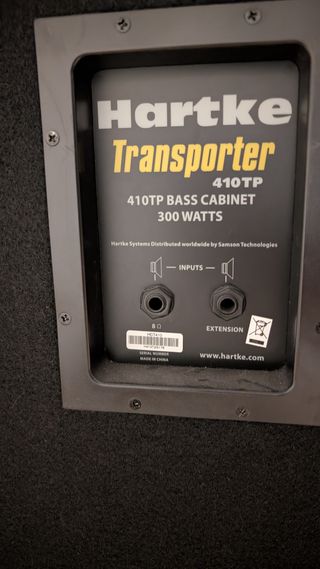 Hartke
Transporter
410TP
410TP BASS CABINET
300 WATTS
Hartke Systems Distributed worldwide by Samson Technologies
INPUTS
8 Ω
EXTENSION
SERIAL NUMBER
MADE IN CHINA
www.hartke.com